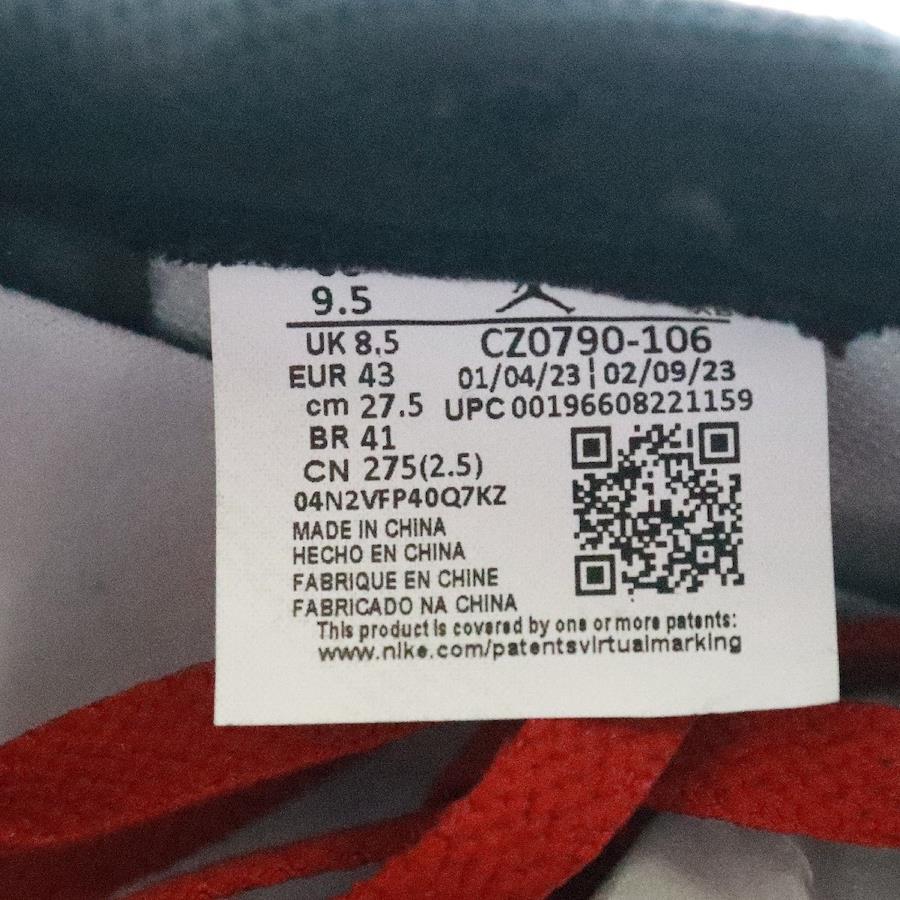 9.5
UK 8.5 CZ0790-106
EUR 43 01/04/23 | 02/09/23
cm 27.5 UPC 00196608221159
BR 41
CN 275(2.5)
04N2VFP40Q7KZ
MADE IN CHINA
HECHO EN CHINA
FABRIQUE EN CHINE
FABRICADO NA CHINA
This product is covered by one or more patents:
www.nike.com/patentsvirtualmarking